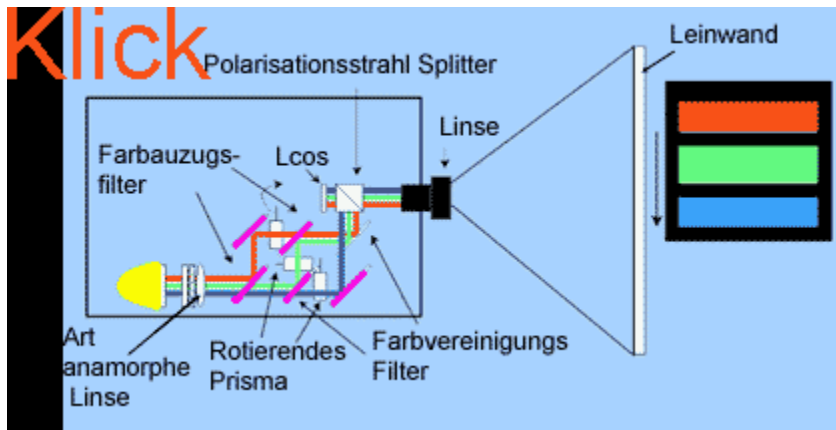 Klick
Leinwand
Polarisationsstrahl Splitter
Linse
Farbauzugs-
filter
Lcos
Art
anamorphe
Linse
Rotierendes
Prisma
Farbvereinigungs
Filter